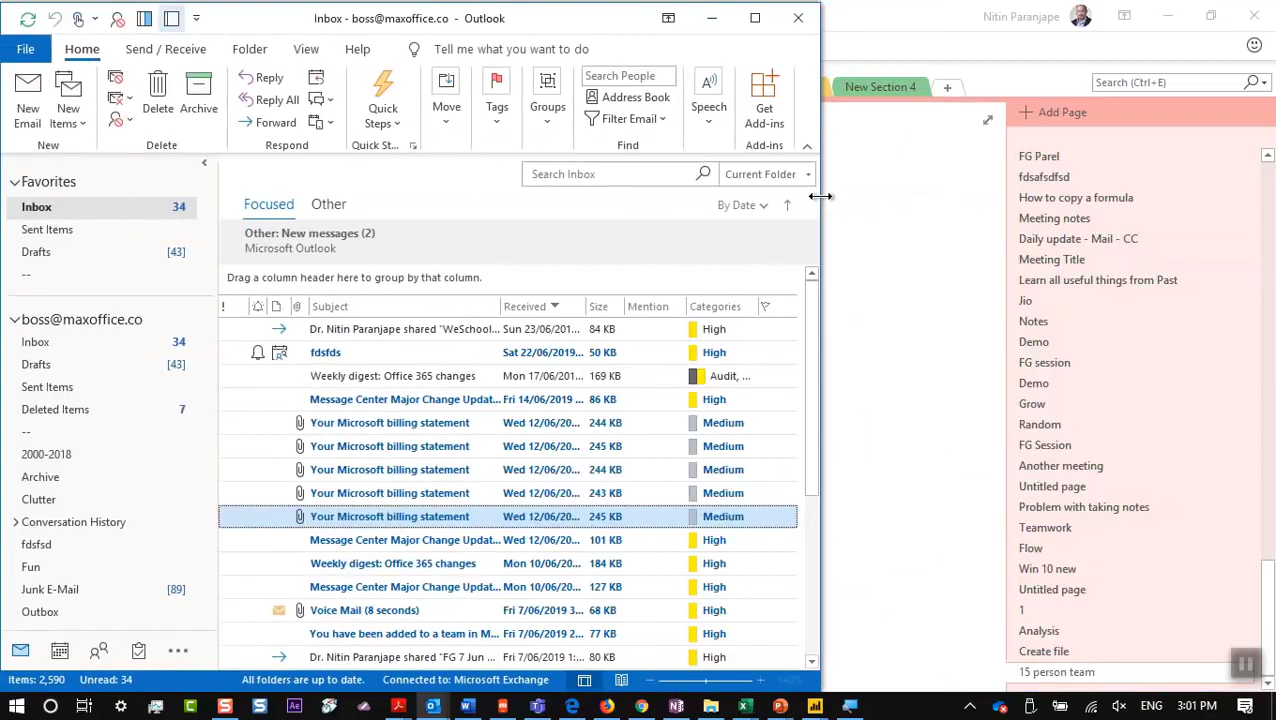 Inbox - boss@maxoffice.co - Outlook
Nitin Paranjape
File Home Send / Receive Folder View Help Tell me what you want to do
New Email
New Items
Delete
Archive
Reply
Reply All
Forward
Quick Steps
Move
Tags
Groups
Search People
Address Book
Filter Email
Speech
Get Add-ins
New Delete Respond Quick St... Find Add-ins
New Section 4
Search (Ctrl+E)
Add Page
Favorites
Inbox 34
Sent Items
Drafts [43]
--
boss@maxoffice.co
Inbox 34
Drafts [43]
Sent Items
Deleted Items 7
--
2000-2018
Archive
Clutter
Conversation History
fdsfsd
Fun
Junk E-Mail [89]
Outbox
Search Inbox Current Folder
Focused Other By Date
Other: New messages (2)
Microsoft Outlook
Drag a column header here to group by that column.
! Subject Received Size Mention Categories
Dr. Nitin Paranjape shared "WeSchool... Sun 23/06/201... 84 KB High
fdsfds Sat 22/06/2019... 50 KB High
Weekly digest: Office 365 changes Mon 17/06/201... 169 KB Audit, ...
Message Center Major Change Updat... Fri 14/06/2019 ... 86 KB High
Your Microsoft billing statement Wed 12/06/20... 244 KB Medium
Your Microsoft billing statement Wed 12/06/20... 245 KB Medium
Your Microsoft billing statement Wed 12/06/20... 244 KB Medium
Your Microsoft billing statement Wed 12/06/20... 243 KB Medium
Your Microsoft billing statement Wed 12/06/20... 245 KB Medium
Message Center Major Change Updat... Wed 12/06/20... 101 KB High
Weekly digest: Office 365 changes Mon 10/06/20... 184 KB High
Message Center Major Change Updat... Mon 10/06/20... 127 KB High
Voice Mail (8 seconds) Fri 7/06/2019 3... 68 KB High
You have been added to a team in M... Fri 7/06/2019 2... 77 KB High
Dr. Nitin Paranjape shared "FG 7 Jun ... Fri 7/06/2019 1:... 80 KB High
FG Parel
fdsafsdfsd
How to copy a formula
Meeting notes
Daily update - Mail - CC
Meeting Title
Learn all useful things from Past
Jio
Notes
Demo
FG session
Demo
Grow
Random
FG Session
Another meeting
Untitled page
Problem with taking notes
Teamwork
Flow
Win 10 new
Untitled page
1
Analysis
Create file
15 person team
Items: 2,590 Unread: 34 All folders are up to date. Connected to: Microsoft Exchange
ENG 3:01 PM